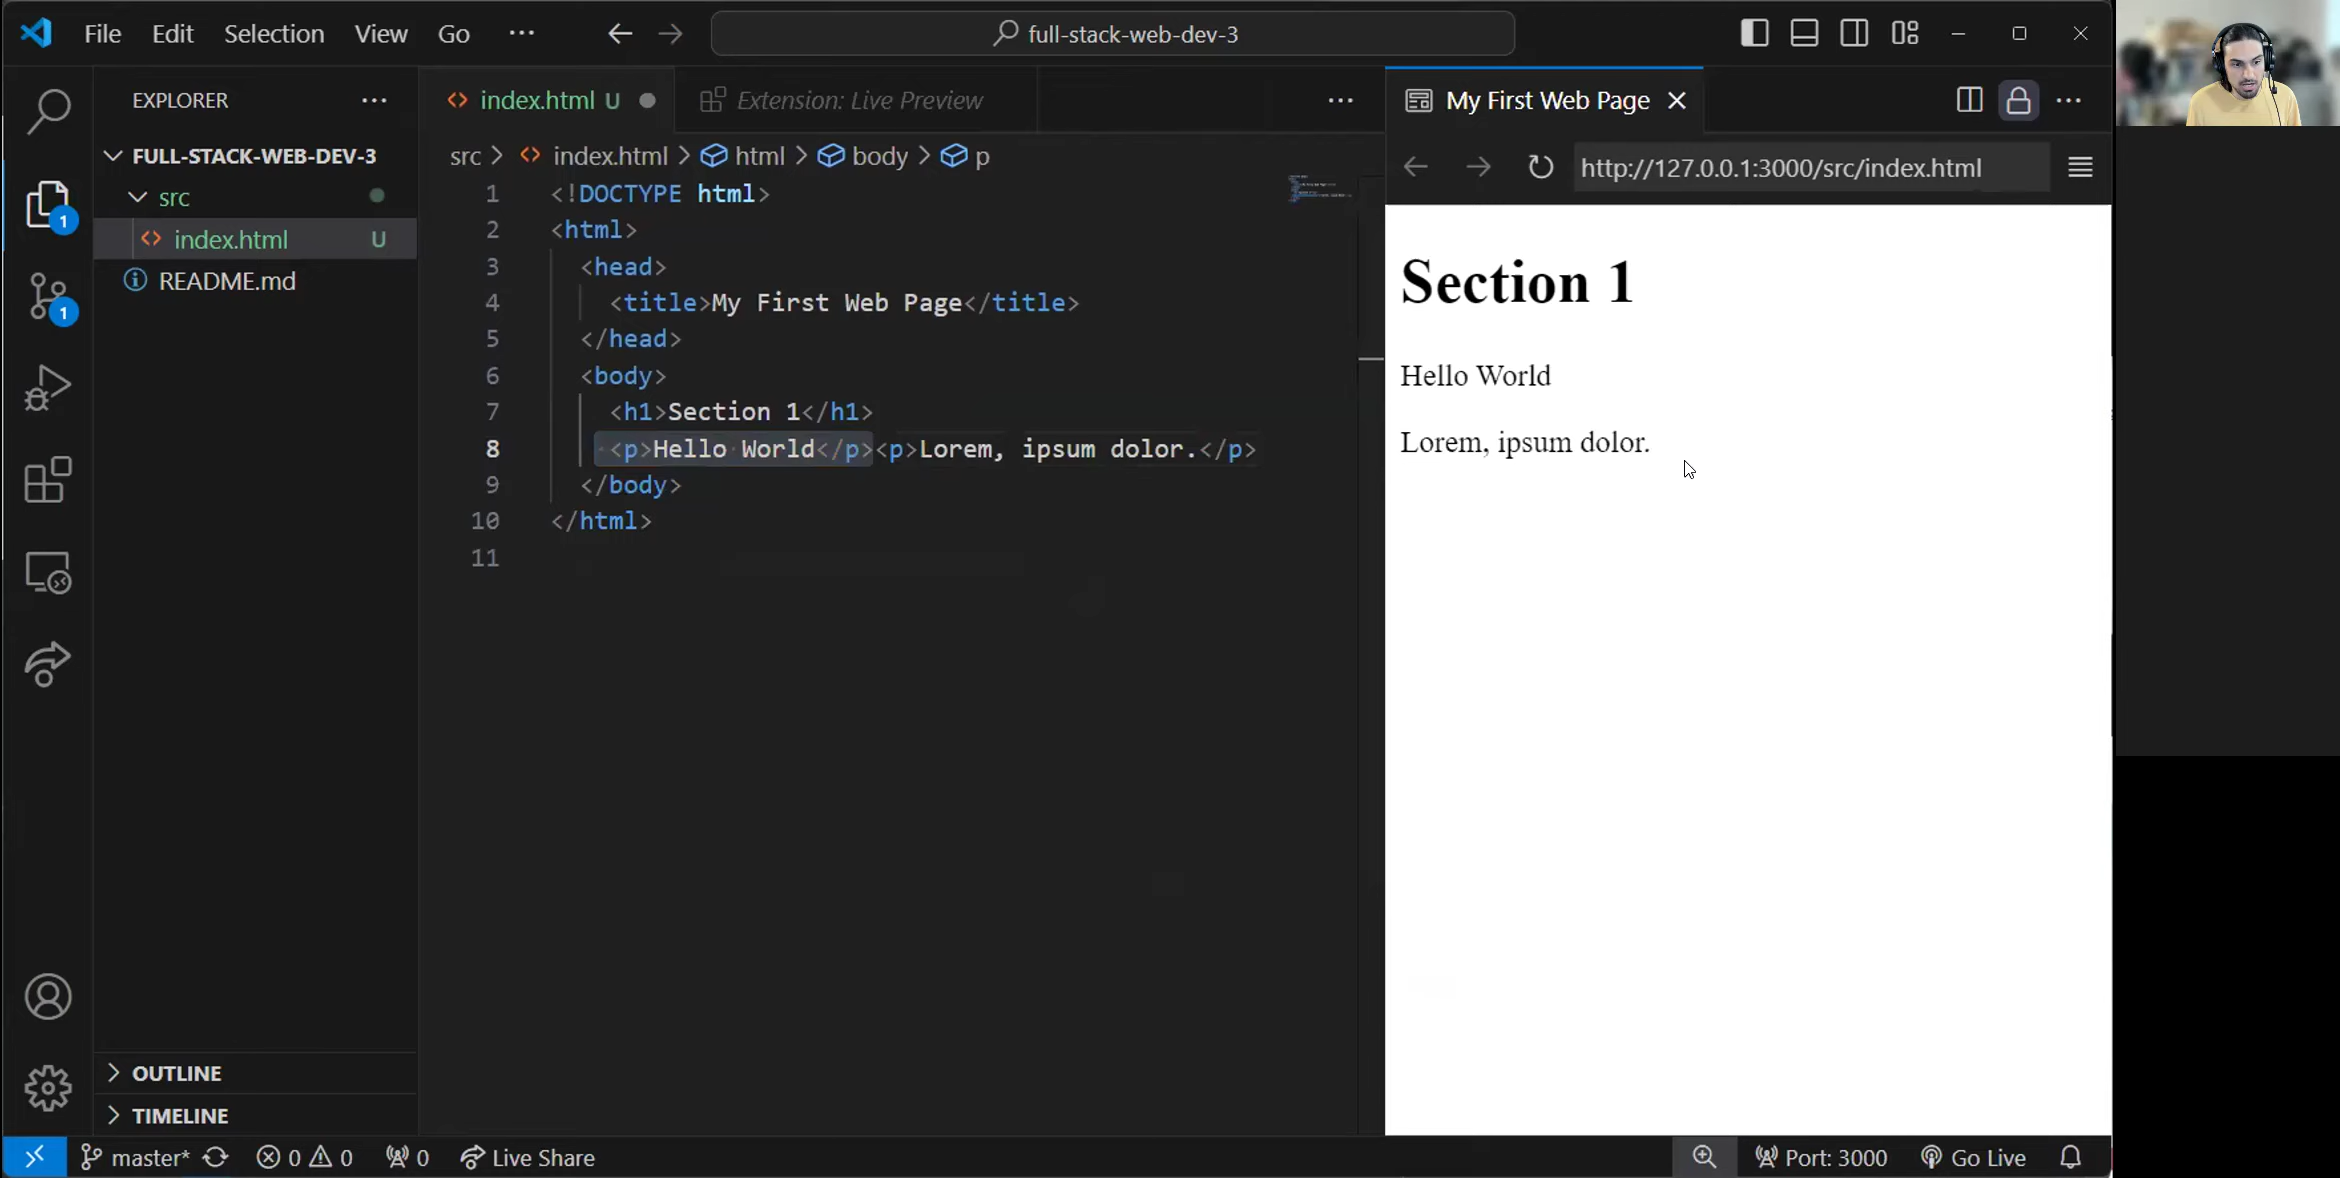 File Edit Selection View Go ··· full-stack-web-dev-3
EXPLORER ···
FULL-STACK-WEB-DEV-3
src
index.html U
README.md
OUTLINE
TIMELINE
1
1
index.html U Extension: Live Preview ···
src > index.html > html > body > p
1 <!DOCTYPE html>
2 <html>
3 <head>
4 <title>My First Web Page</title>
5 </head>
6 <body>
7 <h1>Section 1</h1>
8 <p>Hello World</p><p>Lorem, ipsum dolor.</p>
9 </body>
10 </html>
11
My First Web Page ···
http://127.0.0.1:3000/src/index.html
Section 1
Hello World
Lorem, ipsum dolor.
master* 0 0 0 Live Share Port: 3000 Go Live